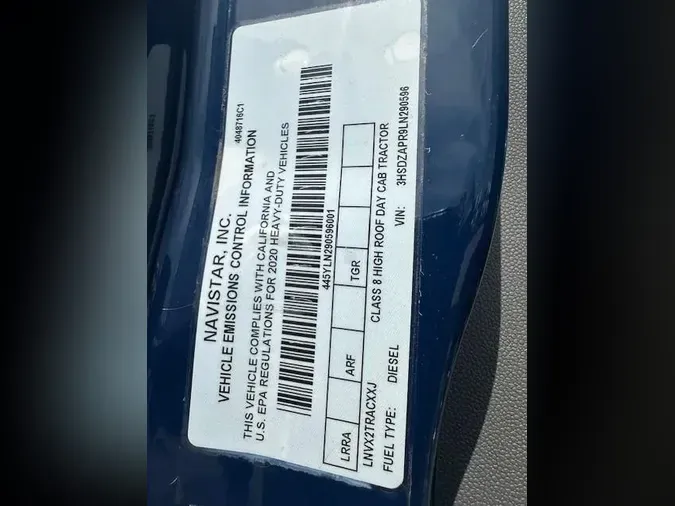 4048716C1
NAVISTAR, INC.
VEHICLE EMISSIONS CONTROL INFORMATION
THIS VEHICLE COMPLIES WITH CALIFORNIA AND
U.S. EPA REGULATIONS FOR 2020 HEAVY-DUTY VEHICLES
445YLN290596001
LRRA ARF TGR
LNVX2TRACXXJ CLASS 8 HIGH ROOF DAY CAB TRACTOR
FUEL TYPE: DIESEL VIN: 3HSDZAPR9LN290596